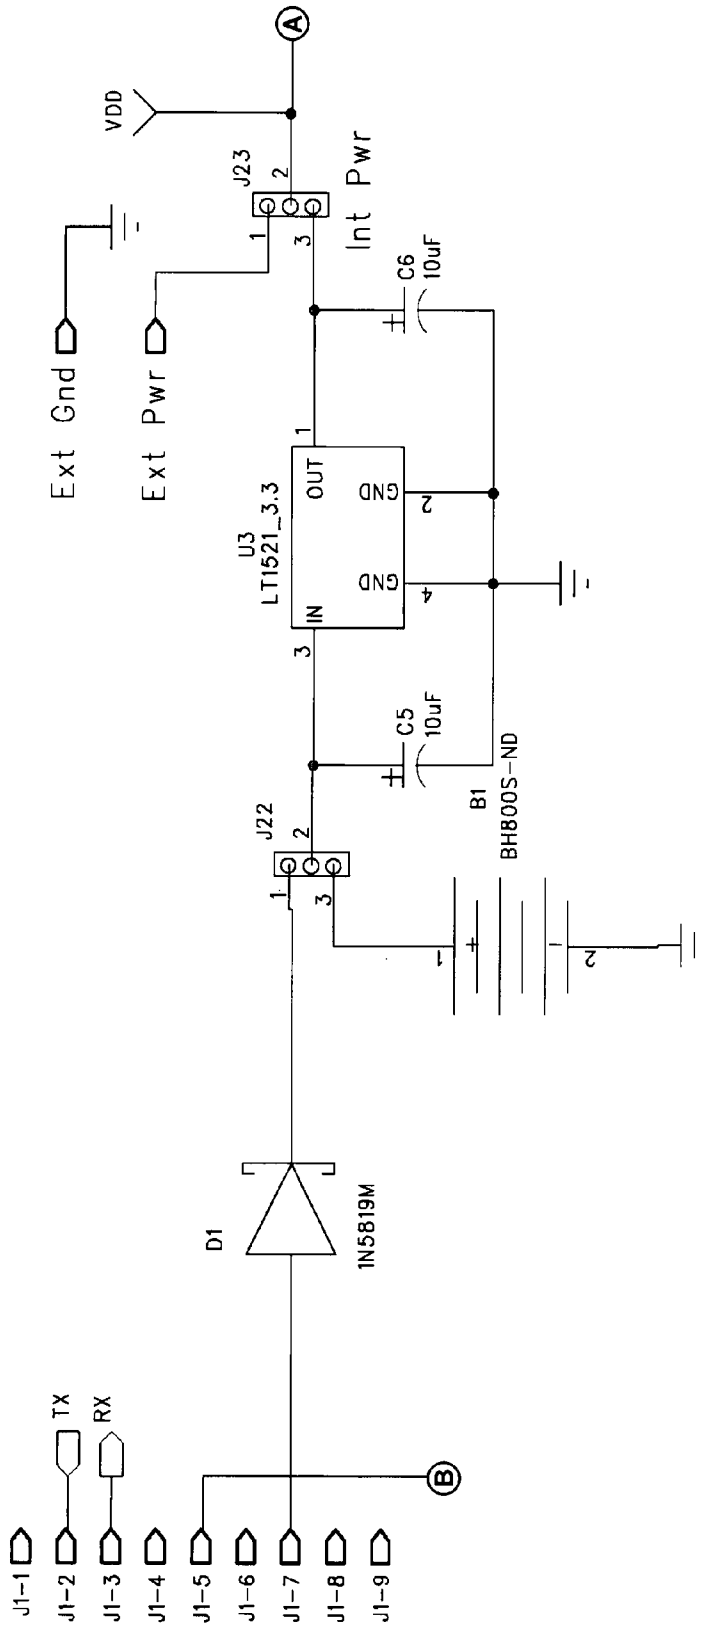 J1-1
J1-2
TX
J1-3
RX
J1-4
J1-5
J1-6
J1-7
J1-8
J1-9
B
D1
1N5819M
J22
1
2
3
B1
BH800S-ND
1
+
-
2
C5
10uF
+
U3
LT1521_3.3
3
IN
OUT
1
GND
GND
4
2
C6
10uF
+
Ext Gnd
Ext Pwr
J23
1
2
3
Int Pwr
VDD
A